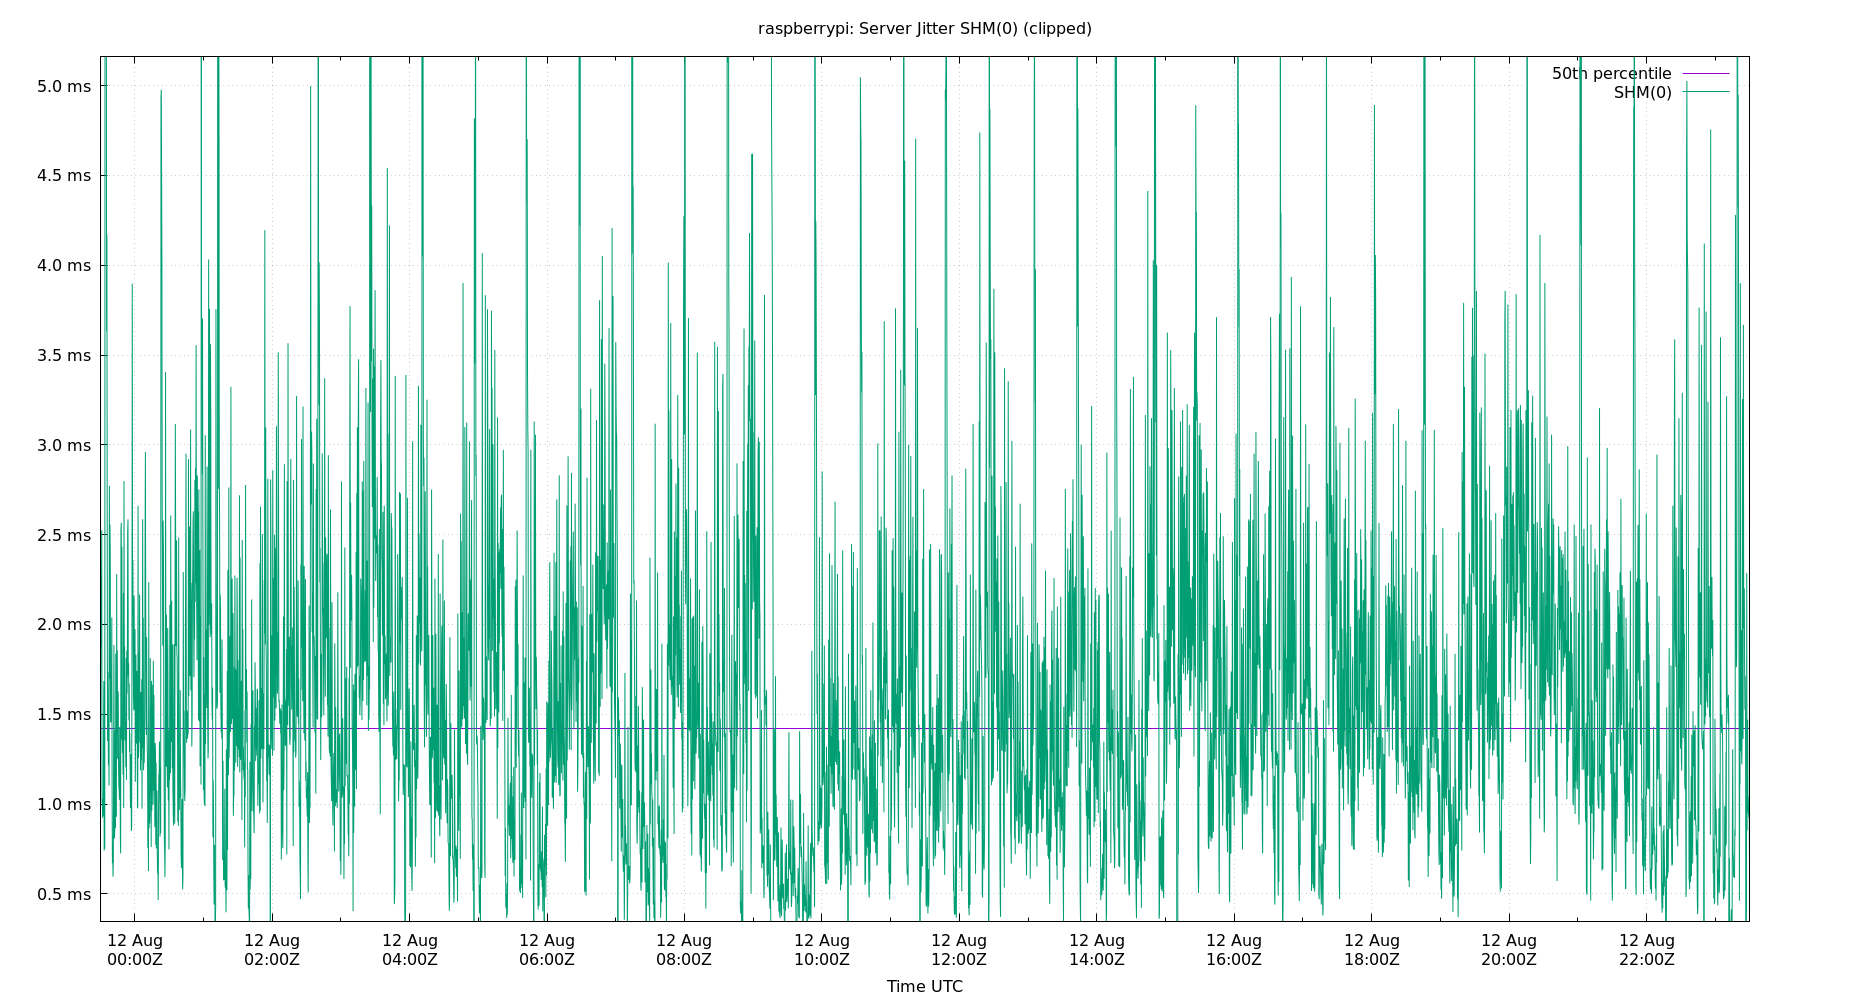 raspberrypi: Server Jitter SHM(0) (clipped)
50th percentile
SHM(0)
5.0 ms
4.5 ms
4.0 ms
3.5 ms
3.0 ms
2.5 ms
2.0 ms
1.5 ms
1.0 ms
0.5 ms
12 Aug 12 Aug 12 Aug 12 Aug 12 Aug 12 Aug 12 Aug 12 Aug 12 Aug 12 Aug 12 Aug 12 Aug
00:00Z 02:00Z 04:00Z 06:00Z 08:00Z 10:00Z 12:00Z 14:00Z 16:00Z 18:00Z 20:00Z 22:00Z
Time UTC